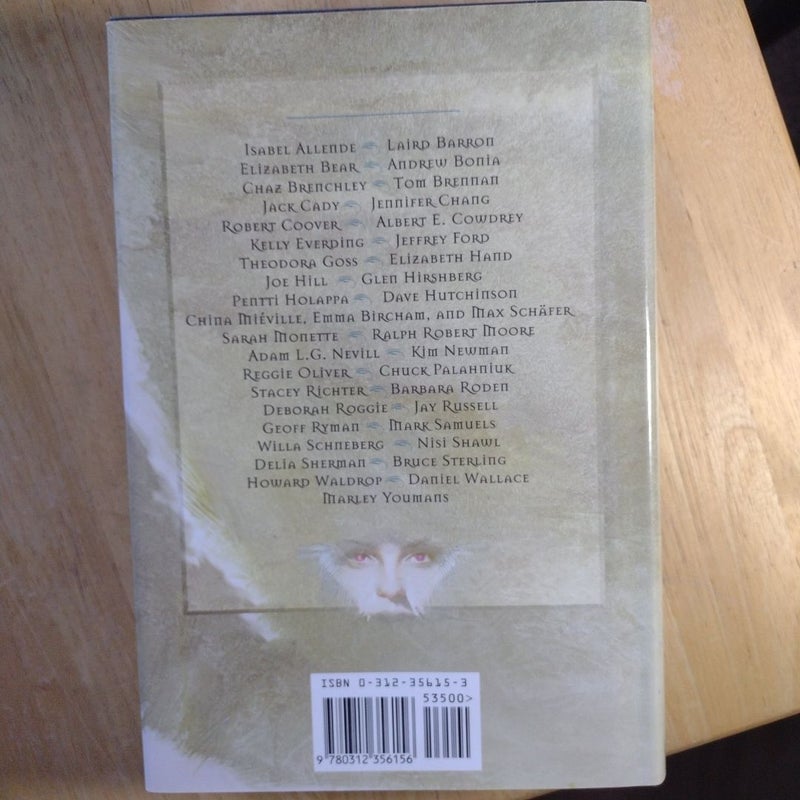 Isabel Allende Laird Barron
Elizabeth Bear Andrew Bonia
Chaz Brenchley Tom Brennan
Jack Cady Jennifer Chang
Robert Coover Albert E. Cowdrey
Kelly Everding Jeffrey Ford
Theodora Goss Elizabeth Hand
Joe Hill Glen Hirshberg
Pentti Holappa Dave Hutchinson
China Miéville, Emma Bircham, and Max Schäfer
Sarah Monette Ralph Robert Moore
Adam L.G. Nevill Kim Newman
Reggie Oliver Chuck Palahniuk
Stacey Richter Barbara Roden
Deborah Roggie Jay Russell
Geoff Ryman Mark Samuels
Willa Schneberg Nisi Shawl
Delia Sherman Bruce Sterling
Howard Waldrop Daniel Wallace
Marley Youmans
ISBN 0-312-35615-3
53500>
9 780312 356156